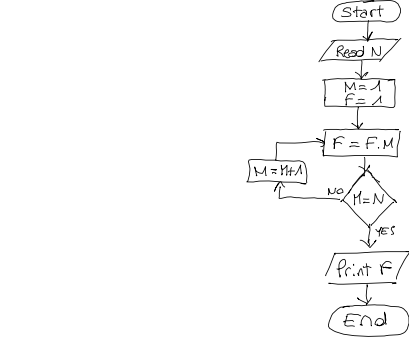 Start
Read N
M=1
F=1
F=F.M
M=M+1
NO
M=N
YES
Print F
End